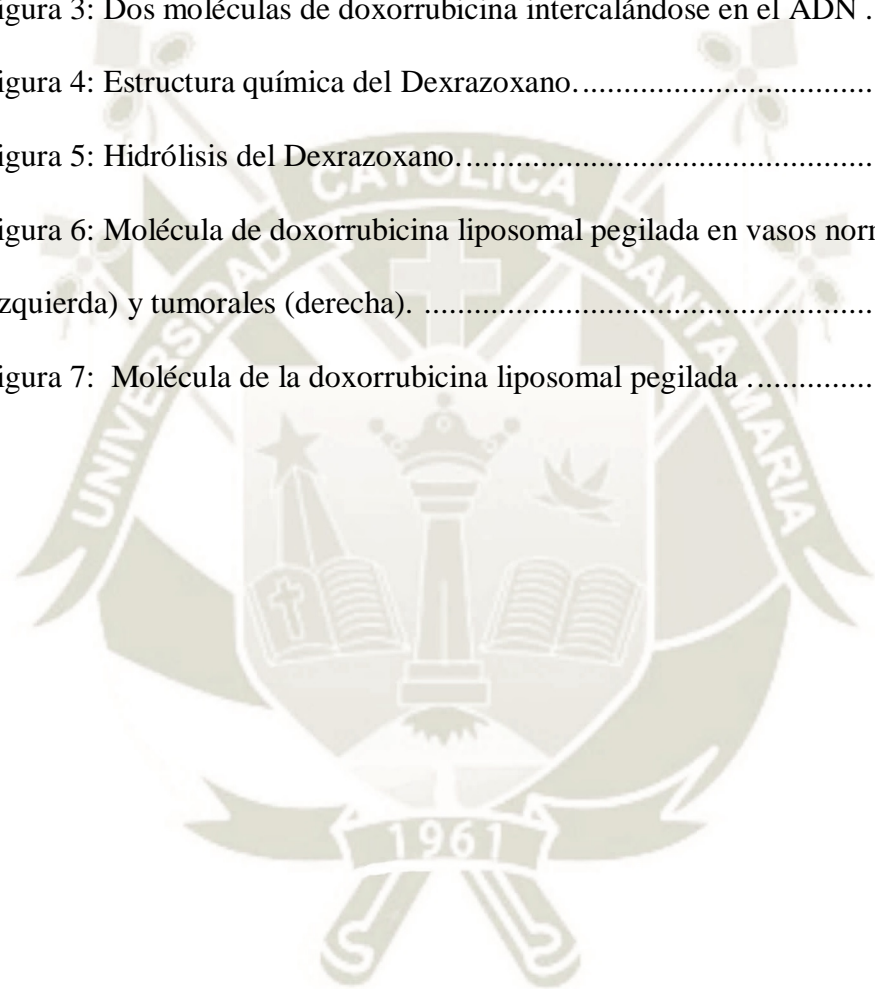 igura 3: Dos moléculas de doxorrubicina intercalándose en el ADN .
igura 4: Estructura química del Dexrazoxano.....................................
igura 5: Hidrólisis del Dexrazoxano....................................................
igura 6: Molécula de doxorrubicina liposomal pegilada en vasos nor
zquierda) y tumorales (derecha). ........................................................
igura 7:  Molécula de la doxorrubicina liposomal pegilada ...............
UNIVERSIDAD CATOLICA SANTA MARIA
1961